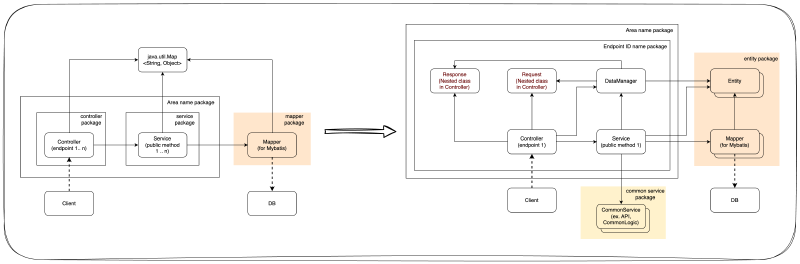 java.util.Map
<String, Object>
Area name package
controller
package
service
package
mapper
package
Controller
(endpoint 1.. n)
Service
(public method
1 .. n)
Mapper
(for Mybatis)
Client
DB
Area name package
Endpoint ID name package
entity package
Response
(Nested class
in Controller)
Request
(Nested class
in Controller)
DataManager
Entity
Controller
(endpoint 1)
Service
(public method 1)
Mapper
(for Mybatis)
Client
common service
package
CommonService
(ex. API,
CommonLogic)
DB